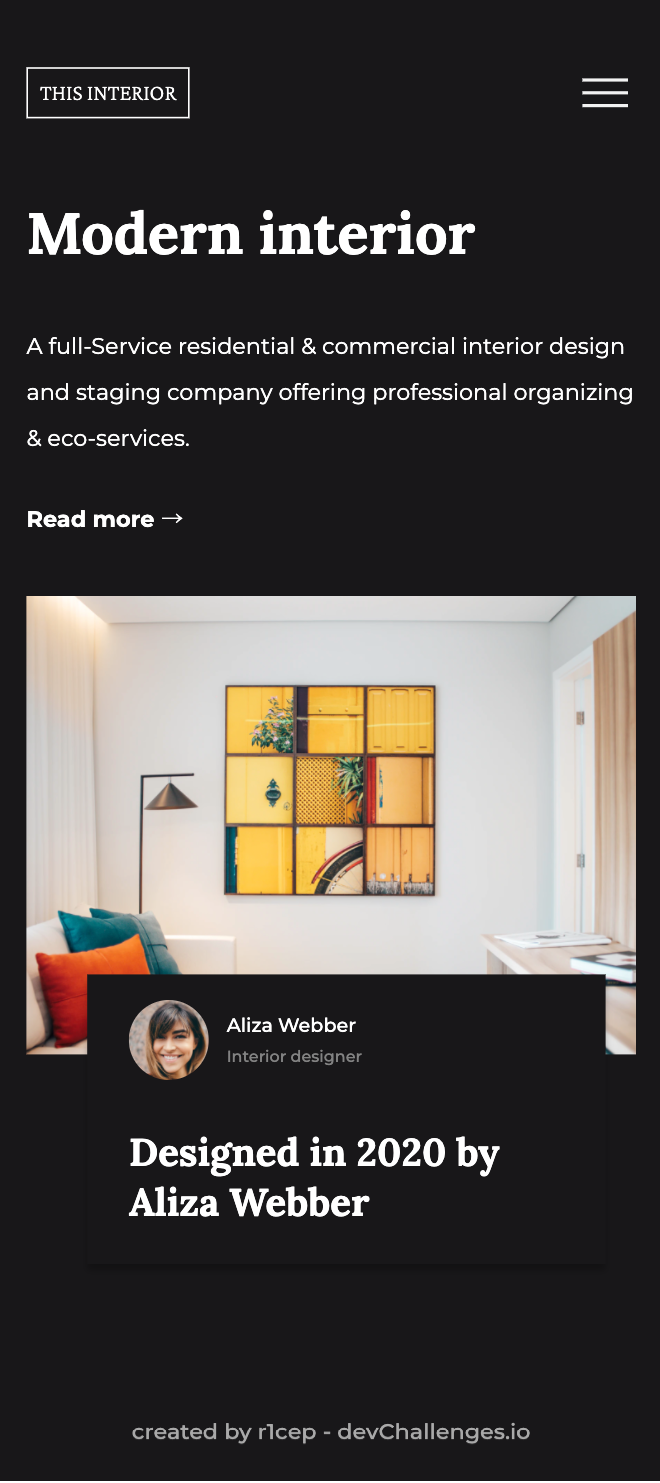 THIS INTERIOR
Modern interior
A full-Service residential & commercial interior design
and staging company offering professional organizing
& eco-services.
Read more →
Aliza Webber
Interior designer
Designed in 2020 by
Aliza Webber
created by r1cep - devChallenges.io